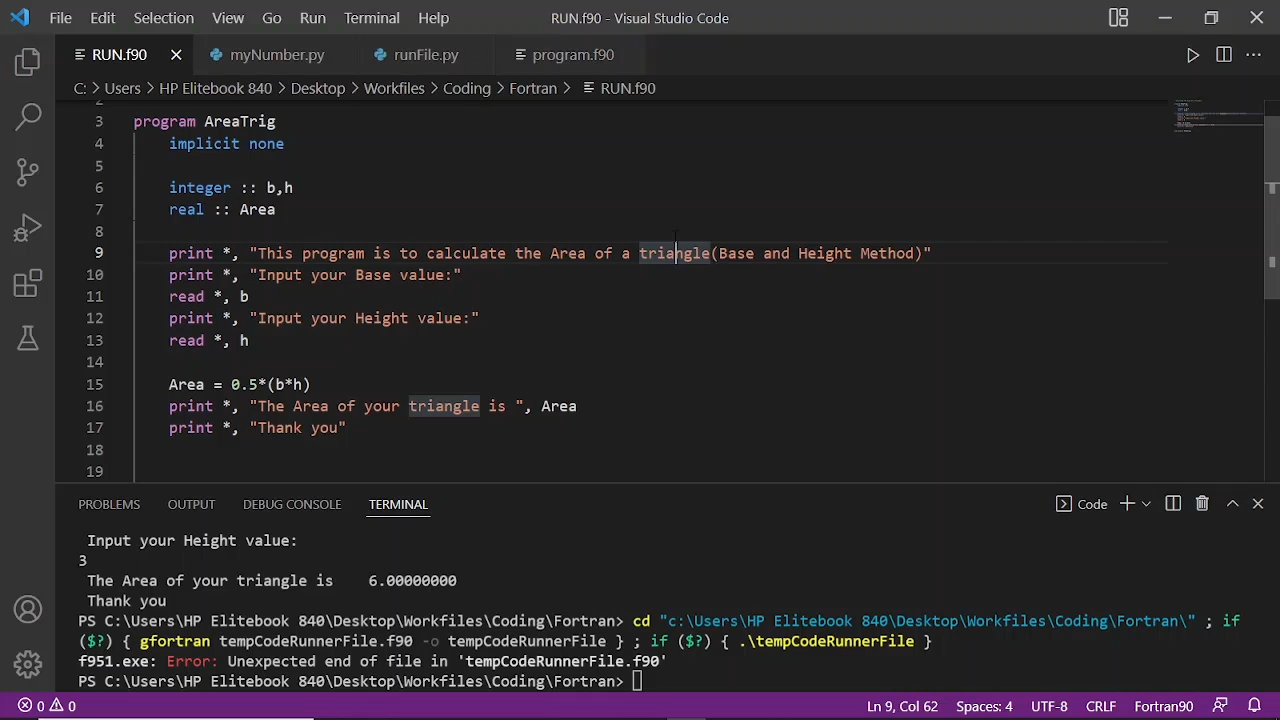 File Edit Selection View Go Run Terminal Help RUN.f90 - Visual Studio Code
RUN.f90 myNumber.py runFile.py program.f90
C: > Users > HP Elitebook 840 > Desktop > Workfiles > Coding > Fortran > RUN.f90
2
3 program AreaTrig
4 implicit none
5
6 integer :: b,h
7 real :: Area
8
9 print *, "This program is to calculate the Area of a triangle(Base and Height Method)"
10 print *, "Input your Base value:"
11 read *, b
12 print *, "Input your Height value:"
13 read *, h
14
15 Area = 0.5*(b*h)
16 print *, "The Area of your triangle is ", Area
17 print *, "Thank you"
18
19
PROBLEMS OUTPUT DEBUG CONSOLE TERMINAL Code
Input your Height value:
3
The Area of your triangle is    6.00000000
Thank you
PS C:\Users\HP Elitebook 840\Desktop\Workfiles\Coding\Fortran> cd "c:\Users\HP Elitebook 840\Desktop\Workfiles\Coding\Fortran\" ; if
($?) { gfortran tempCodeRunnerFile.f90 -o tempCodeRunnerFile } ; if ($?) { .\tempCodeRunnerFile }
f951.exe: Error: Unexpected end of file in 'tempCodeRunnerFile.f90'
PS C:\Users\HP Elitebook 840\Desktop\Workfiles\Coding\Fortran>
0 0 Ln 9, Col 62 Spaces: 4 UTF-8 CRLF Fortran90